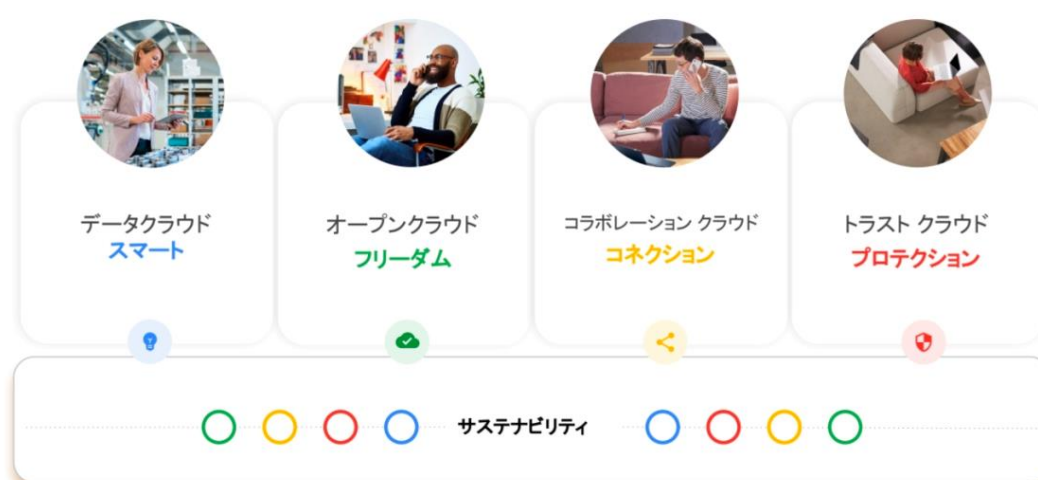 データクラウド
スマート
オープンクラウド
フリーダム
コラボレーション クラウド
コネクション
トラスト クラウド
プロテクション
サステナビリティ